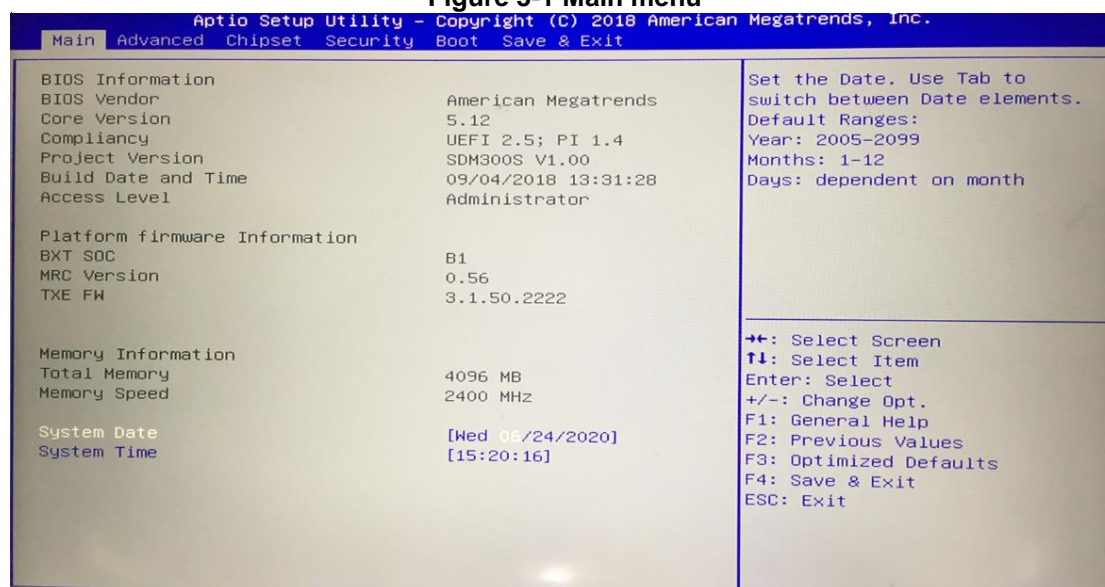 Figure 3-1 Main menu
Aptio Setup Utility – Copyright (C) 2018 American Megatrends, Inc.
Main Advanced Chipset Security Boot Save & Exit
BIOS Information
BIOS Vendor American Megatrends
Core Version 5.12
Compliancy UEFI 2.5; PI 1.4
Project Version SDM300S V1.00
Build Date and Time 09/04/2018 13:31:28
Access Level Administrator
Platform firmware Information
BXT SOC B1
MRC Version 0.56
TXE FW 3.1.50.2222
Memory Information
Total Memory 4096 MB
Memory Speed 2400 MHz
System Date [Wed 06/24/2020]
System Time [15:20:16]
Set the Date. Use Tab to
switch between Date elements.
Default Ranges:
Year: 2005-2099
Months: 1-12
Days: dependent on month
→←: Select Screen
↑↓: Select Item
Enter: Select
+/-: Change Opt.
F1: General Help
F2: Previous Values
F3: Optimized Defaults
F4: Save & Exit
ESC: Exit